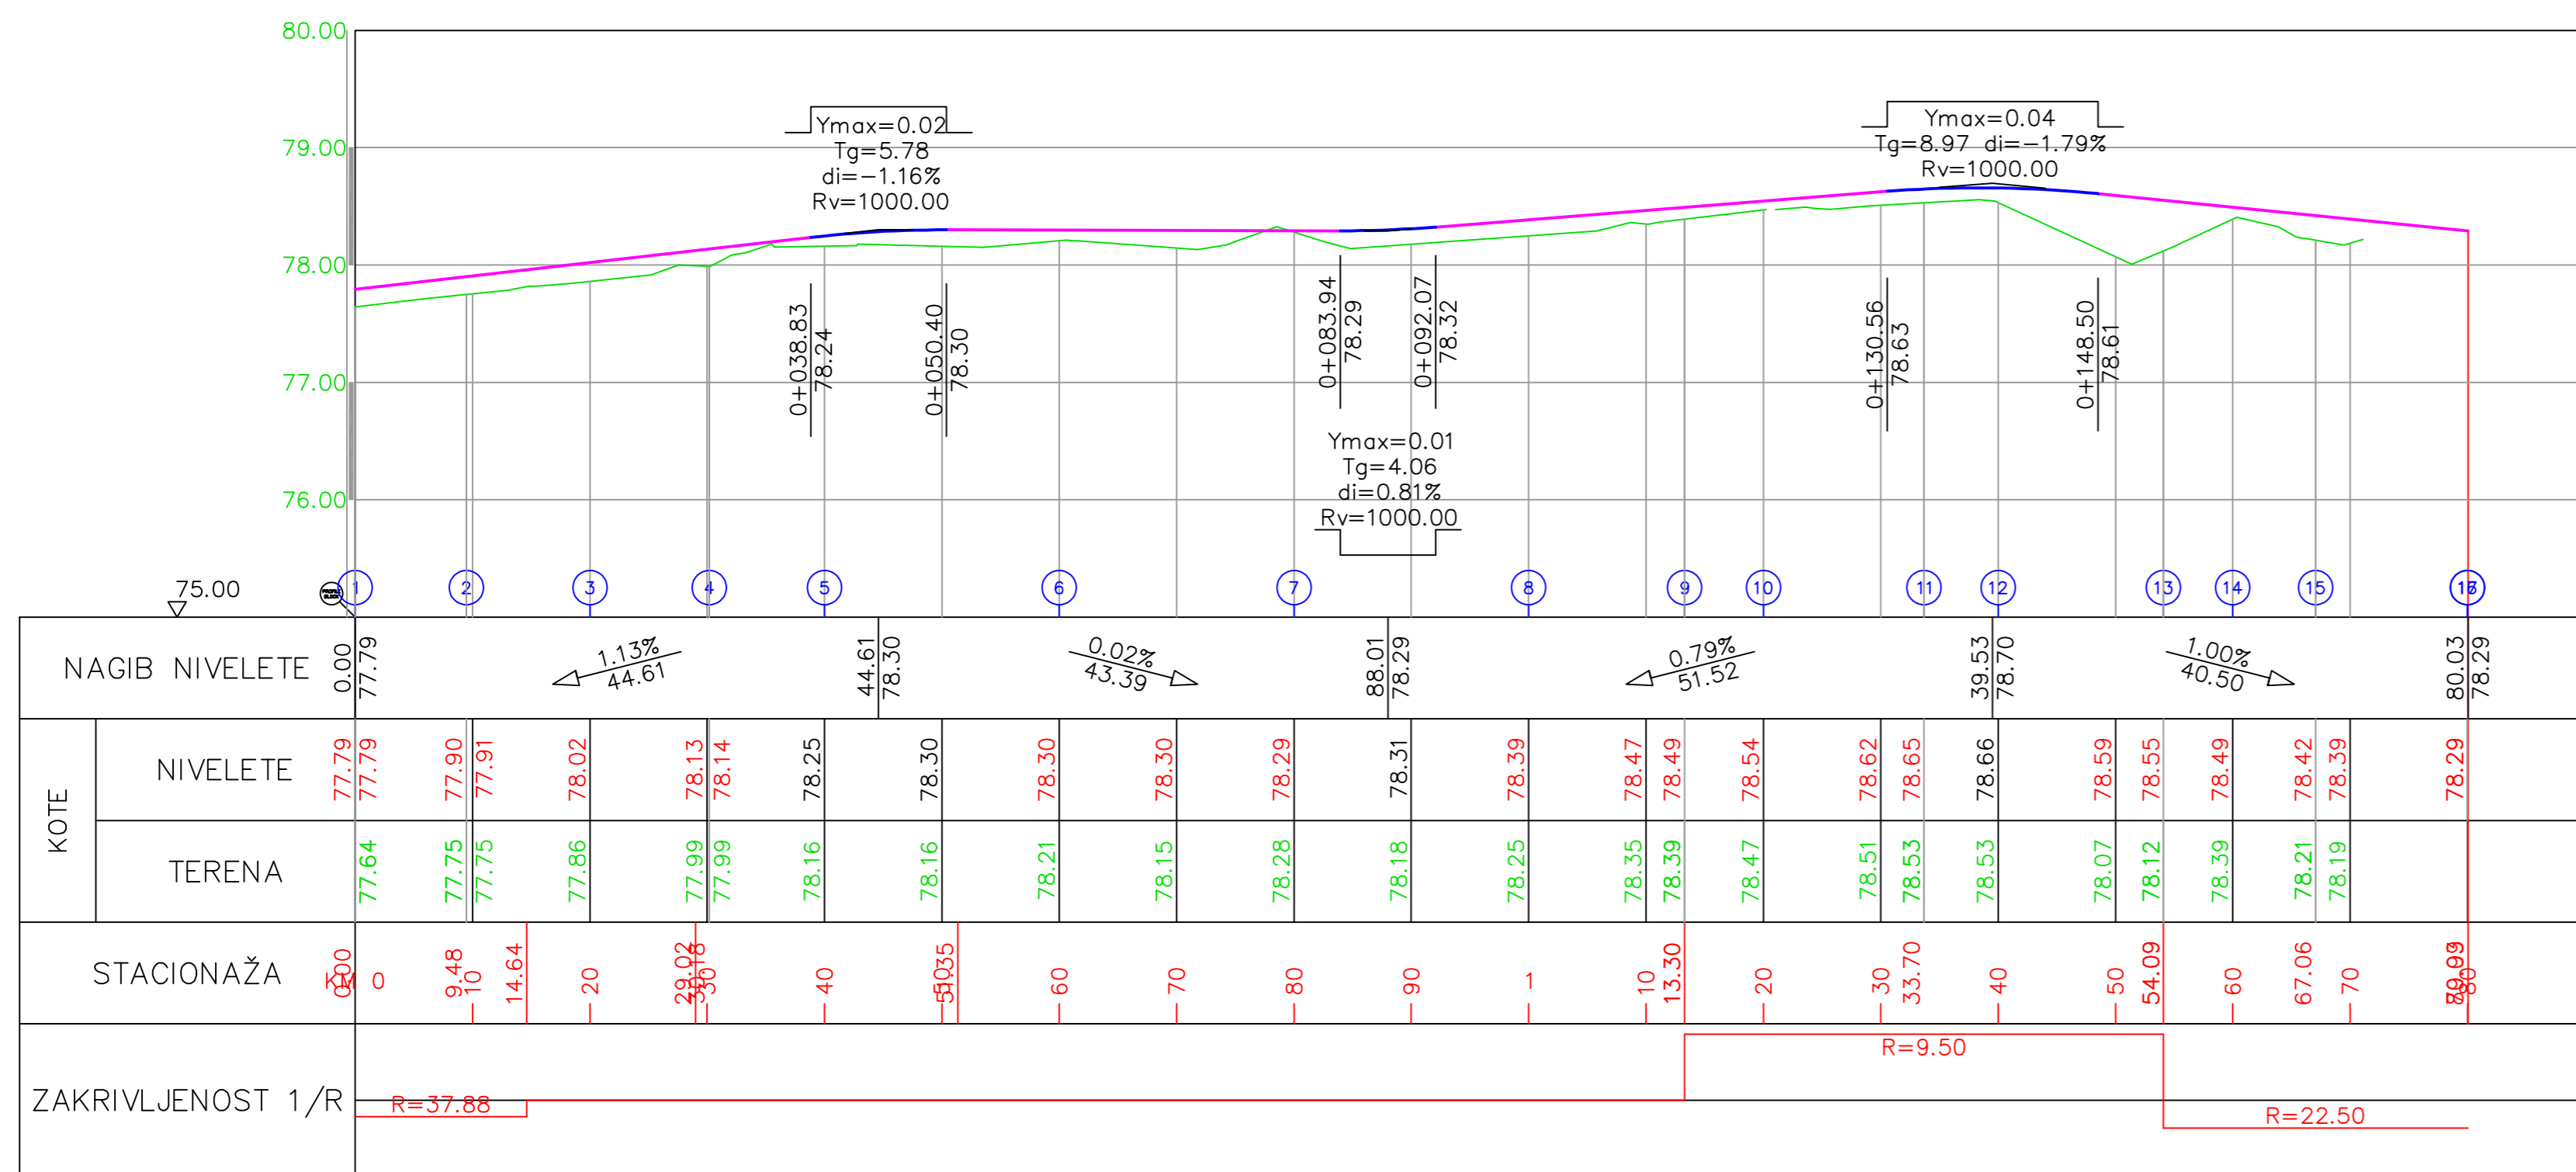 80.00
79.00
78.00
77.00
76.00
75.00
Ymax=0.02
Tg=5.78
di=-1.16%
Rv=1000.00
Ymax=0.04
Tg=8.97 di=-1.79%
Rv=1000.00
0+038.83
78.24
0+050.40
78.30
0+083.94
78.29
0+092.07
78.32
0+130.56
78.63
0+148.50
78.61
Ymax=0.01
Tg=4.06
di=0.81%
Rv=1000.00
1 2 3 4 5 6 7 8 9 10 11 12 13 14 15
NAGIB NIVELETE
0.00
77.79
1.13%
44.61
44.61
78.30
0.02%
43.39
88.01
78.29
0.79%
51.52
39.53
78.70
1.00%
40.50
80.03
78.29
KOTE
NIVELETE
77.79 77.79 77.90 77.91 78.02 78.13 78.14 78.25 78.30 78.30 78.30 78.29 78.31 78.39 78.47 78.49 78.54 78.62 78.65 78.66 78.59 78.55 78.49 78.42 78.39 78.29
TERENA
77.64 77.75 77.75 77.86 77.99 77.99 78.16 78.16 78.21 78.15 78.28 78.18 78.25 78.35 78.39 78.47 78.51 78.53 78.53 78.07 78.12 78.39 78.21 78.19
STACIONAŽA
0.00 KM 0 9.48 10 14.64 20 29.02 30.18 30 40 50 51.35 60 70 80 90 1 10 13.30 20 30 33.70 40 50 54.09 60 67.06 70 80
ZAKRIVLJENOST 1/R
R=37.88
R=9.50
R=22.50